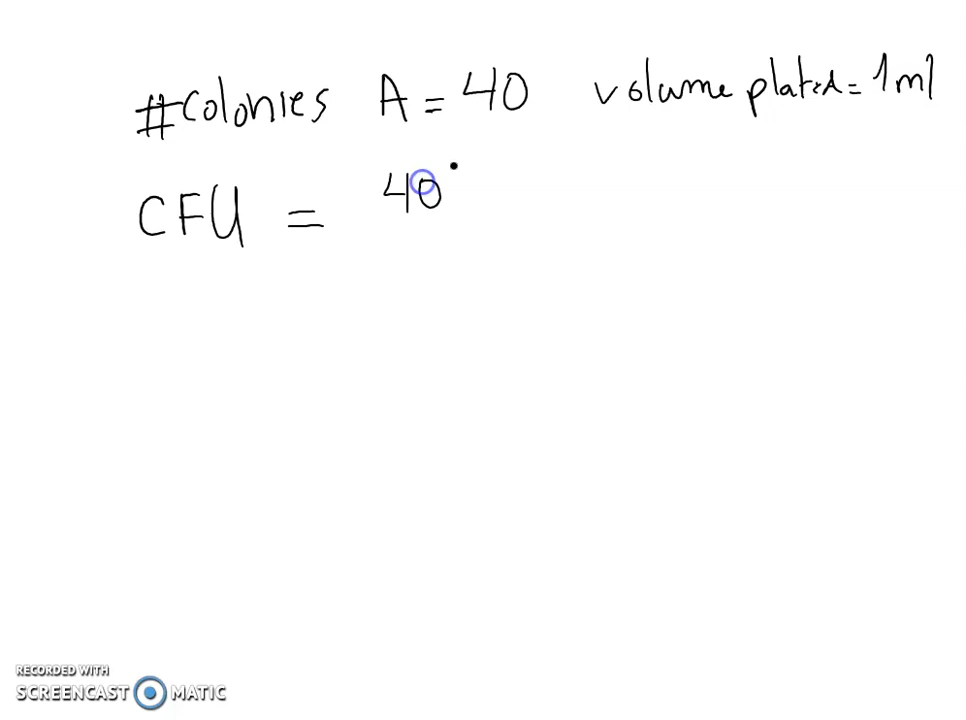 #Colonies A = 40 volume plated = 1ml
CFU = 40
RECORDED WITH
SCREENCAST MATIC